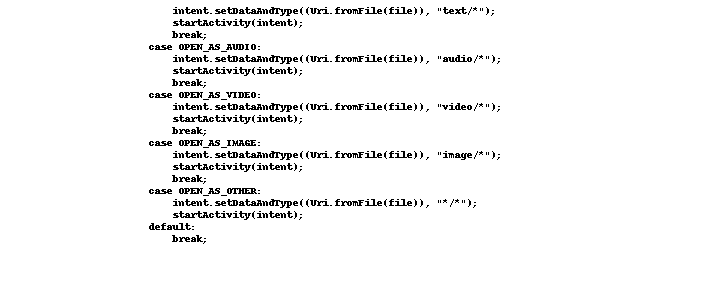 intent.setDataAndType((Uri.fromFile(file)), "text/*");
startActivity(intent);
break;
case OPEN_AS_AUDIO:
intent.setDataAndType((Uri.fromFile(file)), "audio/*");
startActivity(intent);
break;
case OPEN_AS_VIDEO:
intent.setDataAndType((Uri.fromFile(file)), "video/*");
startActivity(intent);
break;
case OPEN_AS_IMAGE:
intent.setDataAndType((Uri.fromFile(file)), "image/*");
startActivity(intent);
break;
case OPEN_AS_OTHER:
intent.setDataAndType((Uri.fromFile(file)), "*/*");
startActivity(intent);
default:
break;